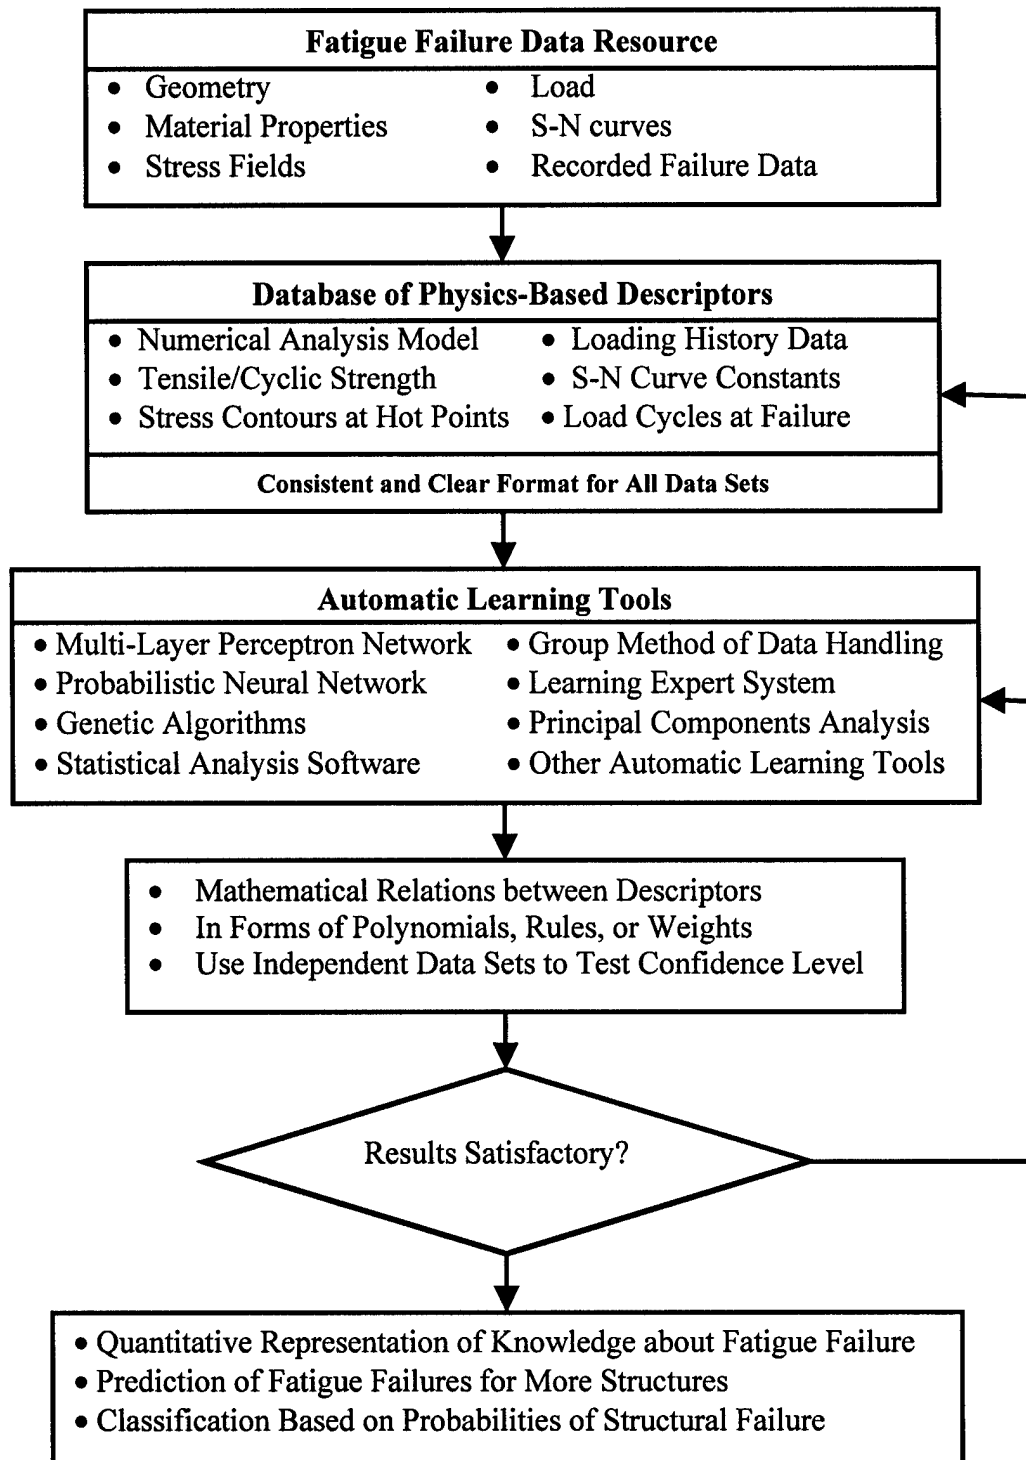 Fatigue Failure Data Resource
• Geometry • Load
• Material Properties • S-N curves
• Stress Fields • Recorded Failure Data
Database of Physics-Based Descriptors
• Numerical Analysis Model • Loading History Data
• Tensile/Cyclic Strength • S-N Curve Constants
• Stress Contours at Hot Points • Load Cycles at Failure
Consistent and Clear Format for All Data Sets
Automatic Learning Tools
• Multi-Layer Perceptron Network • Group Method of Data Handling
• Probabilistic Neural Network • Learning Expert System
• Genetic Algorithms • Principal Components Analysis
• Statistical Analysis Software • Other Automatic Learning Tools
• Mathematical Relations between Descriptors
• In Forms of Polynomials, Rules, or Weights
• Use Independent Data Sets to Test Confidence Level
Results Satisfactory?
• Quantitative Representation of Knowledge about Fatigue Failure
• Prediction of Fatigue Failures for More Structures
• Classification Based on Probabilities of Structural Failure